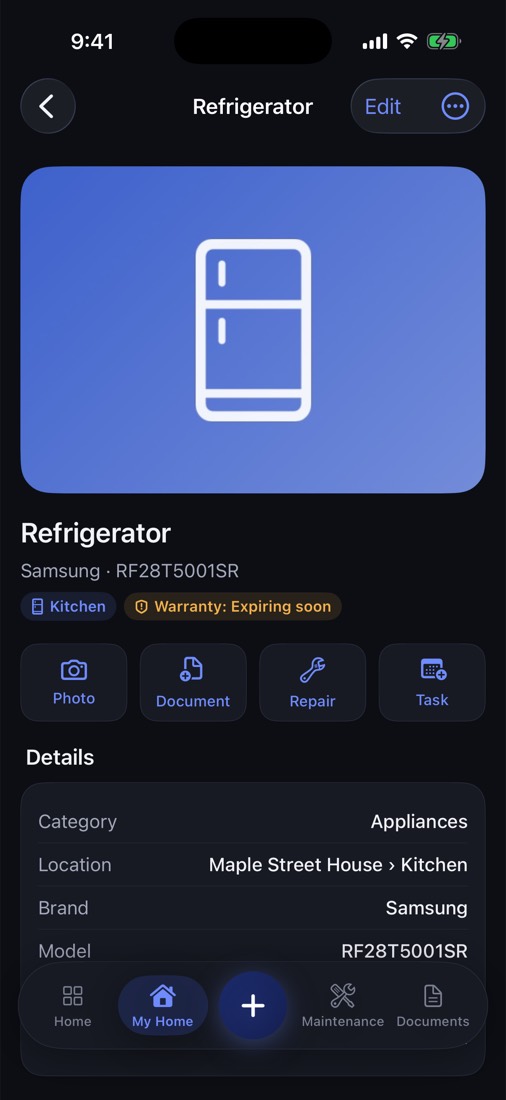 9:41
Refrigerator
Edit
Refrigerator
Samsung · RF28T5001SR
Kitchen
Warranty: Expiring soon
Photo
Document
Repair
Task
Details
Category
Appliances
Location
Maple Street House › Kitchen
Brand
Samsung
Model
RF28T5001SR
Home
My Home
Maintenance
Documents